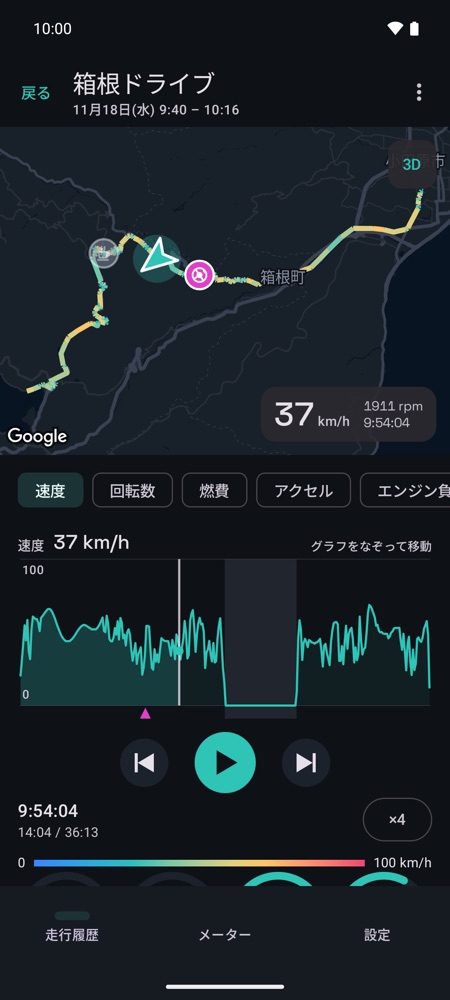 10:00
戻る
箱根ドライブ
11月18日(水) 9:40 – 10:16
3D
市
箱根町
Google
37 km/h
1911 rpm
9:54:04
速度
回転数
燃費
アクセル
エンジン
速度 37 km/h
グラフをなぞって移動
100
0
9:54:04
14:04 / 36:13
×4
0
100 km/h
走行履歴
メーター
設定